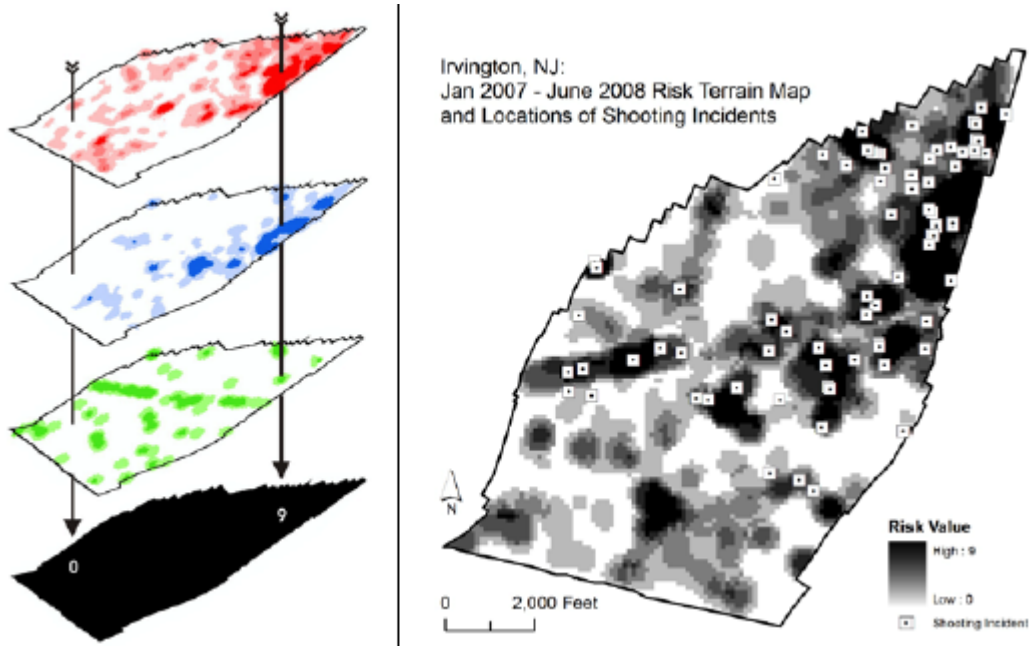 0
9
Irvington, NJ:
Jan 2007 - June 2008 Risk Terrain Map
and Locations of Shooting Incidents
N
0 2,000 Feet
Risk Value
High : 9
Low : 0
Shooting Incident